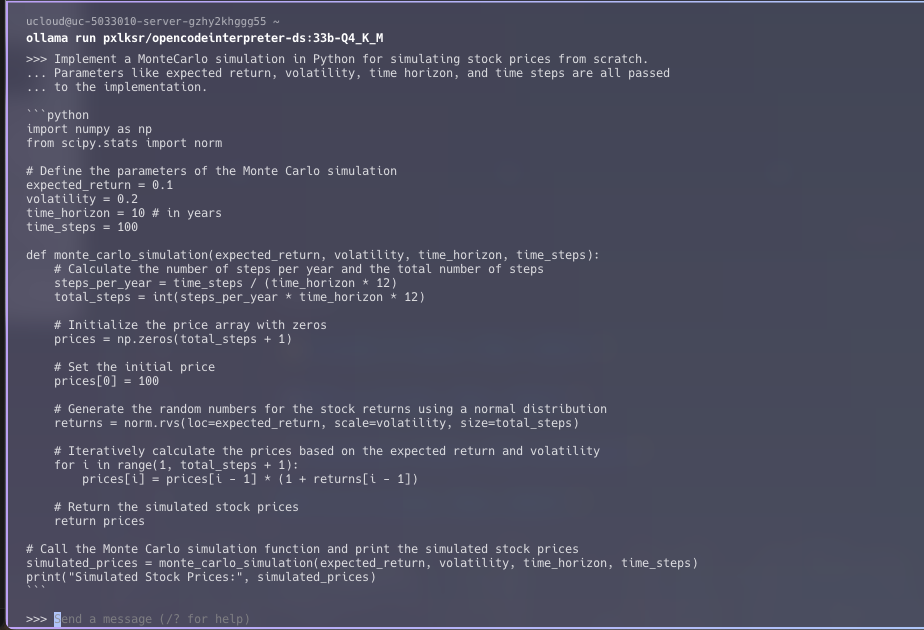 ucloud@uc-5033010-server-gzhy2khggg55 ~
ollama run pxlksr/opencodeinterpreter-ds:33b-Q4_K_M
>>> Implement a MonteCarlo simulation in Python for simulating stock prices from scratch.
... Parameters like expected return, volatility, time horizon, and time steps are all passed
... to the implementation.
```python
import numpy as np
from scipy.stats import norm
# Define the parameters of the Monte Carlo simulation
expected_return = 0.1
volatility = 0.2
time_horizon = 10 # in years
time_steps = 100
def monte_carlo_simulation(expected_return, volatility, time_horizon, time_steps):
    # Calculate the number of steps per year and the total number of steps
    steps_per_year = time_steps / (time_horizon * 12)
    total_steps = int(steps_per_year * time_horizon * 12)
    # Initialize the price array with zeros
    prices = np.zeros(total_steps + 1)
    # Set the initial price
    prices[0] = 100
    # Generate the random numbers for the stock returns using a normal distribution
    returns = norm.rvs(loc=expected_return, scale=volatility, size=total_steps)
    # Iteratively calculate the prices based on the expected return and volatility
    for i in range(1, total_steps + 1):
        prices[i] = prices[i - 1] * (1 + returns[i - 1])
    # Return the simulated stock prices
    return prices
# Call the Monte Carlo simulation function and print the simulated stock prices
simulated_prices = monte_carlo_simulation(expected_return, volatility, time_horizon, time_steps)
print("Simulated Stock Prices:", simulated_prices)
```
>>> Send a message (/? for help)